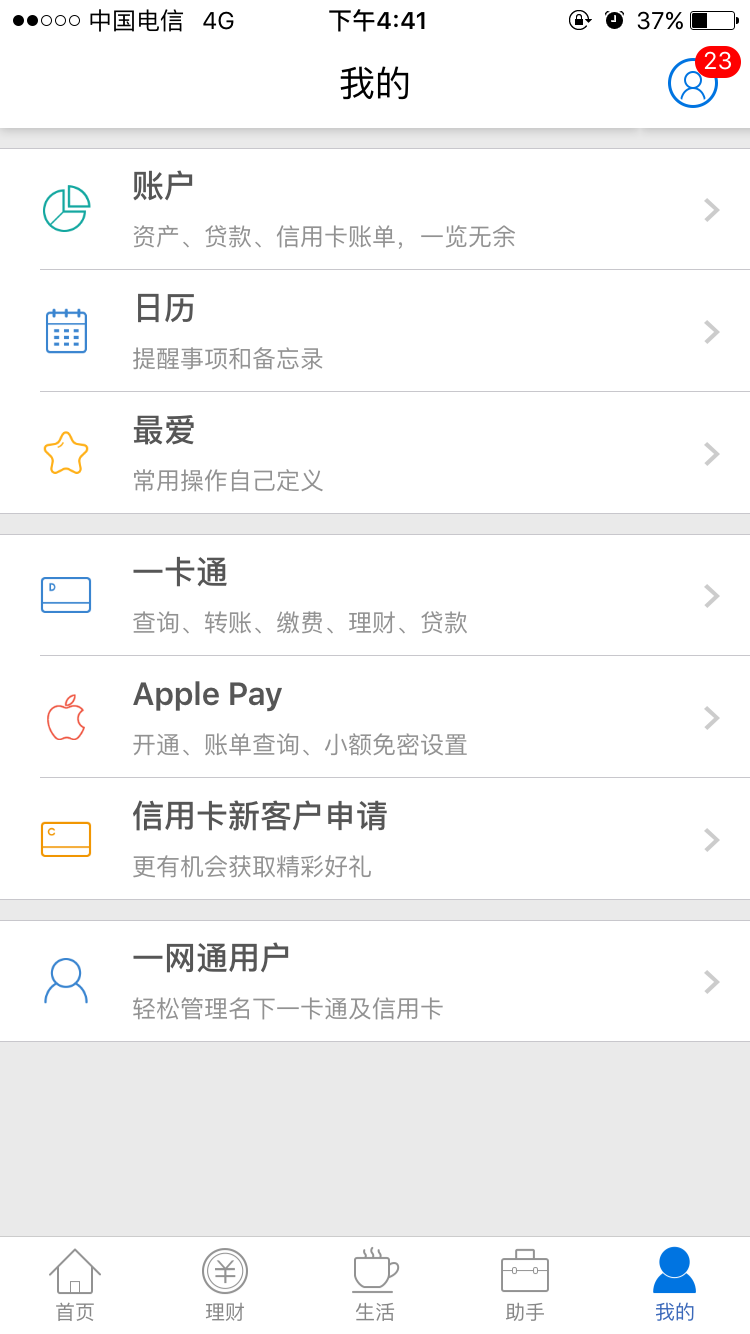 中国电信 4G 下午4:41 37%
我的
23
账户
资产、贷款、信用卡账单，一览无余
日历
提醒事项和备忘录
最爱
常用操作自己定义
D
一卡通
查询、转账、缴费、理财、贷款
Apple Pay
开通、账单查询、小额免密设置
C
信用卡新客户申请
更有机会获取精彩好礼
一网通用户
轻松管理名下一卡通及信用卡
首页 理财 生活 助手 我的